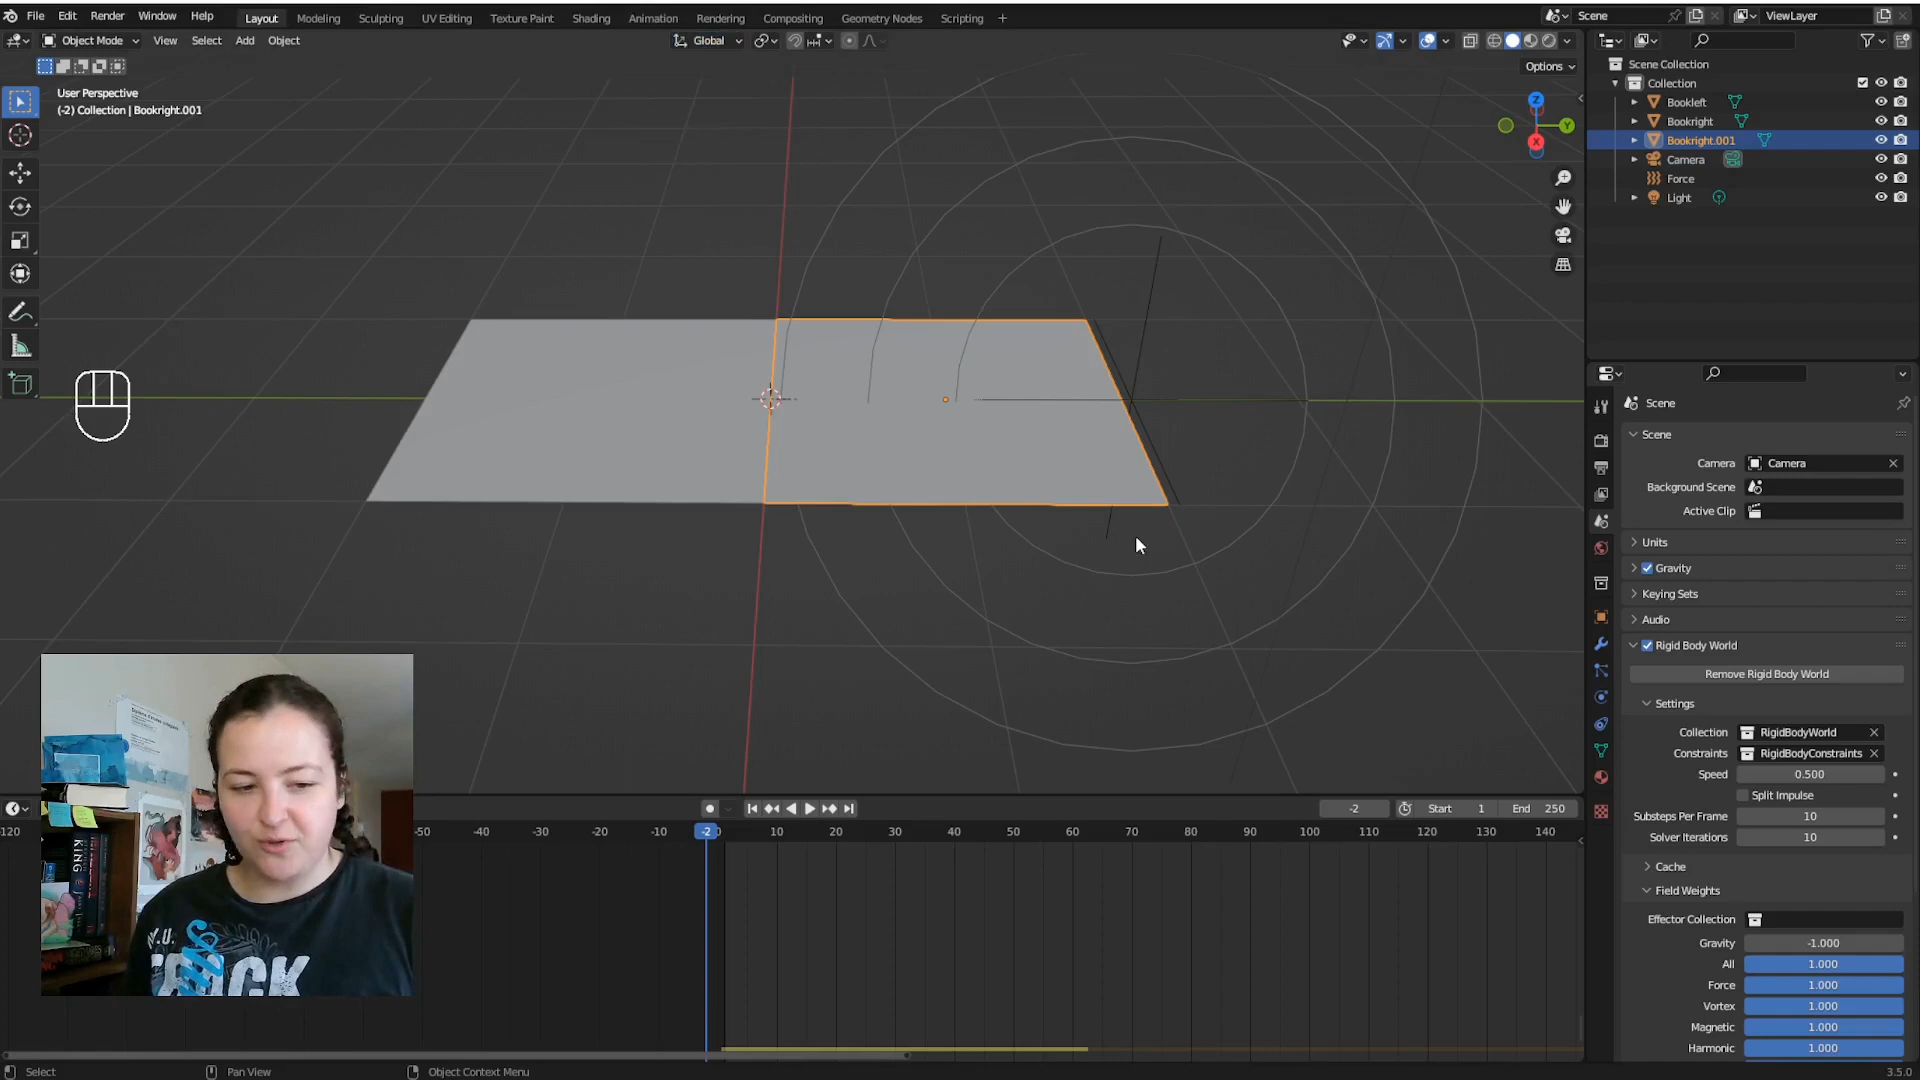 File Edit Render Window Help Layout Modeling Sculpting UV Editing Texture Paint Shading Animation Rendering Compositing Geometry Nodes Scripting + Scene ViewLayer
Object Mode View Select Add Object Global
Options
User Perspective
(-2) Collection | Bookright.001
Z
Y
X
Scene Collection
Collection
Bookleft
Bookright
Bookright.001
Camera
Force
Light
Scene
Scene
Camera Camera
Background Scene
Active Clip
Units
Gravity
Keying Sets
Audio
Rigid Body World
Remove Rigid Body World
Settings
Collection RigidBodyWorld
Constraints RigidBodyConstraints
Speed 0.500
Split Impulse
Substeps Per Frame 10
Solver Iterations 10
Cache
Field Weights
Effector Collection
Gravity -1.000
All 1.000
Force 1.000
Vortex 1.000
Magnetic 1.000
Harmonic 1.000
-2 Start 1 End 250
-120 -50 -40 -30 -20 -10 -2 0 10 20 30 40 50 60 70 80 90 100 110 120 130 140
KING
Select Pan View Object Context Menu 3.5.0